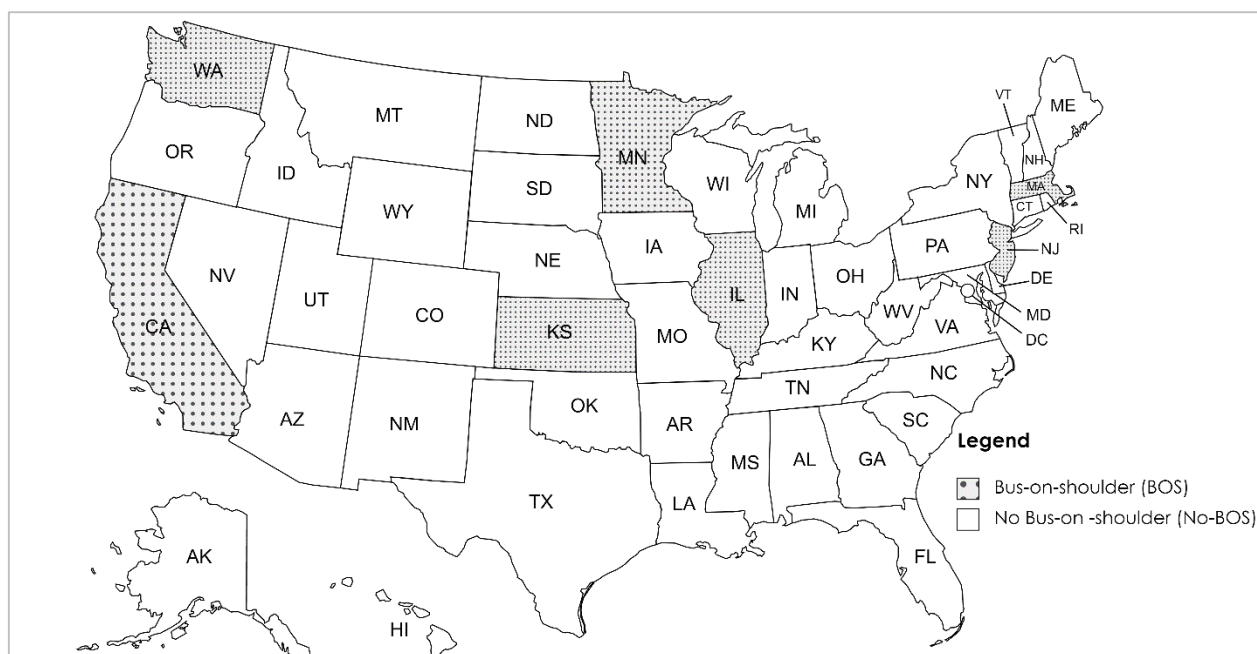 WA
MT
ND
MN
VT
ME
OR
ID
SD
WI
NY
NH
MA
WY
MI
CT
RI
IA
PA
NJ
NE
NV
UT
IL
IN
OH
DE
CO
CA
KS
MO
WV
VA
MD
KY
DC
NC
TN
OK
AZ
NM
AR
SC
Legend
MS
AL
GA
Bus-on-shoulder (BOS)
TX
LA
No Bus-on -shoulder (No-BOS)
AK
FL
HI